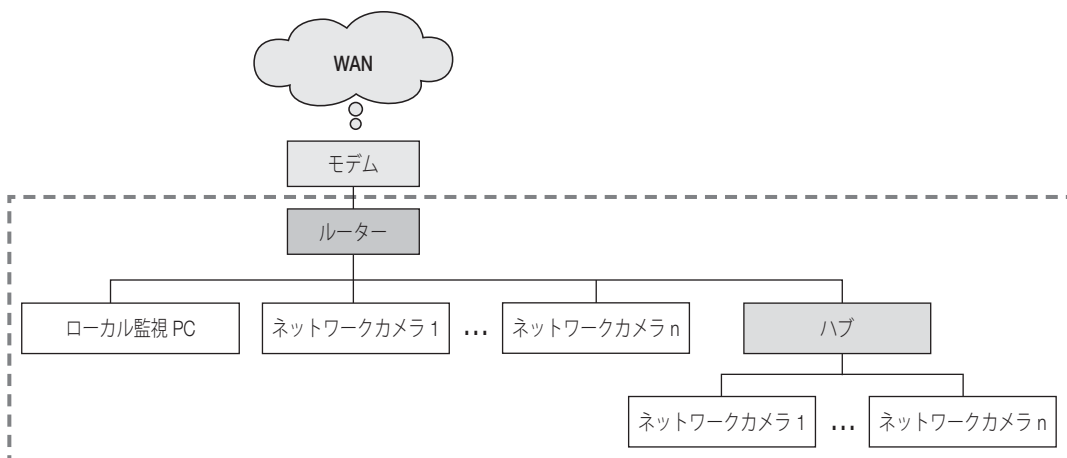 WAN
モデム
ルーター
ローカル監視 PC
ネットワークカメラ 1
...
ネットワークカメラ n
ハブ
ネットワークカメラ 1
...
ネットワークカメラ n